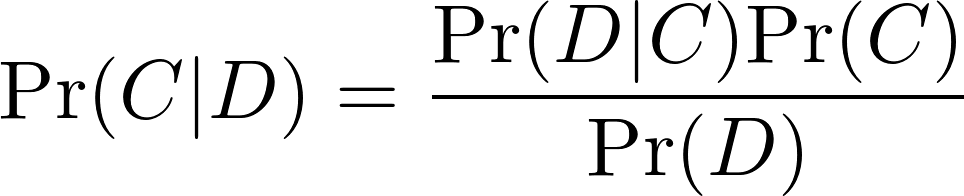 Pr(C|D) = Pr(D|C)Pr(C) / Pr(D)